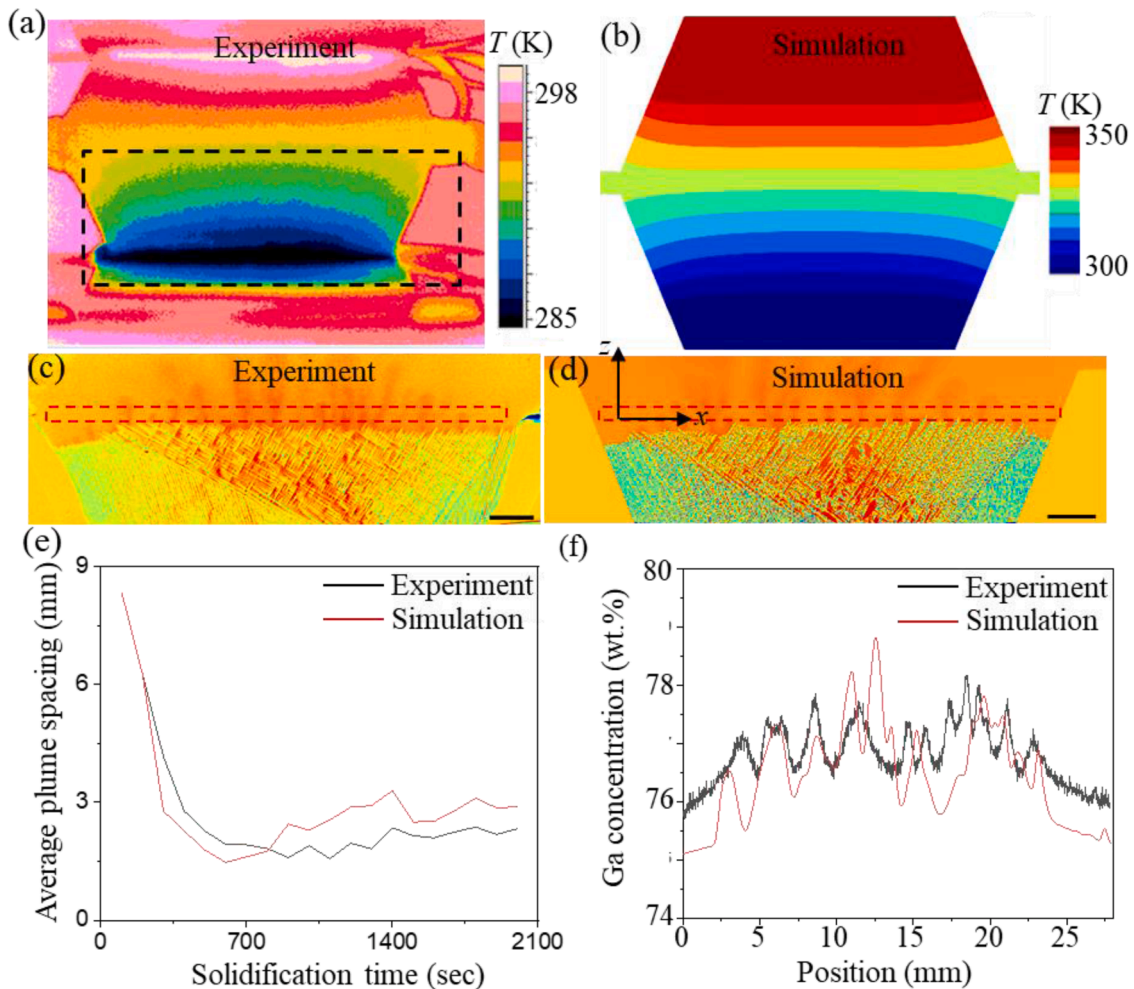 (a)
Experiment
T (K)
298
285
(b)
Simulation
T (K)
350
300
(c)
Experiment
(d)
z
Simulation
x
(e)
9
6
3
0
Experiment
Simulation
Average plume spacing (mm)
0
700
1400
2100
Solidification time (sec)
(f)
80
78
76
74
Experiment
Simulation
Ga concentration (wt.%)
0
5
10
15
20
25
Position (mm)